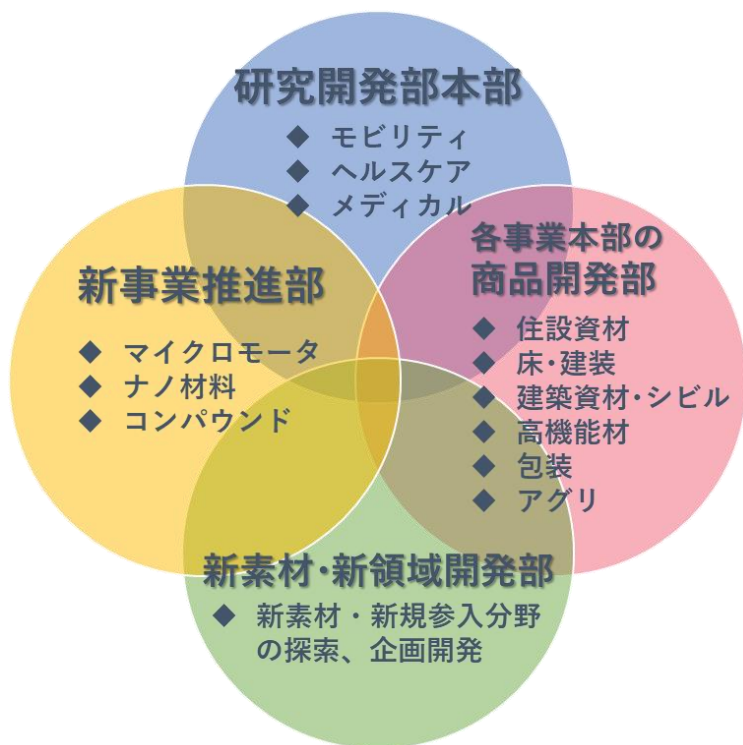 研究開発部本部
◆ モビリティ
◆ ヘルスケア
◆ メディカル
新事業推進部
◆ マイクロモータ
◆ ナノ材料
◆ コンパウンド
各事業本部の
商品開発部
◆ 住設資材
◆ 床・建装
◆ 建築資材・シビル
◆ 高機能材
◆ 包装
◆ アグリ
新素材・新領域開発部
◆ 新素材・新規参入分野
の探索、企画開発